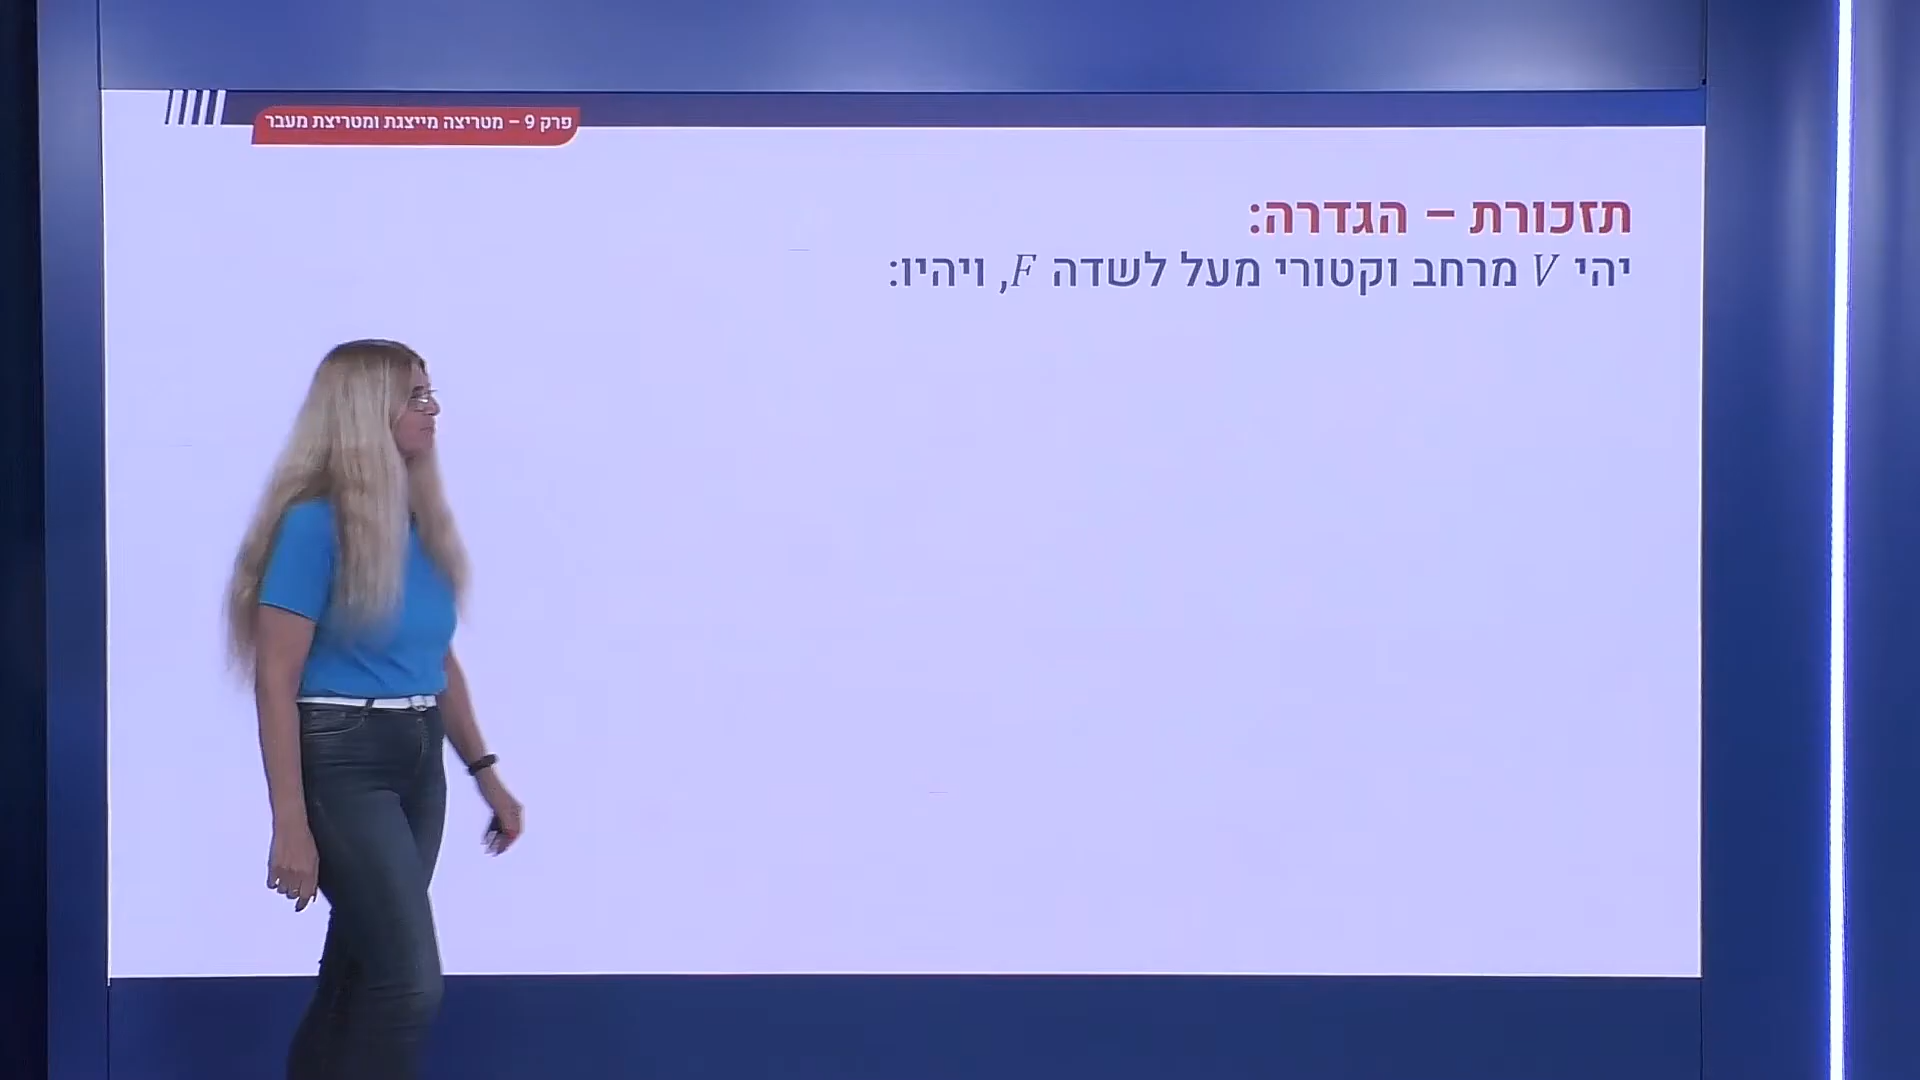 פרק 9 – מטריצה מייצגת ומטריצת מעבר
תזכורת – הגדרה:
יהי V מרחב וקטורי מעל לשדה F, ויהיו: